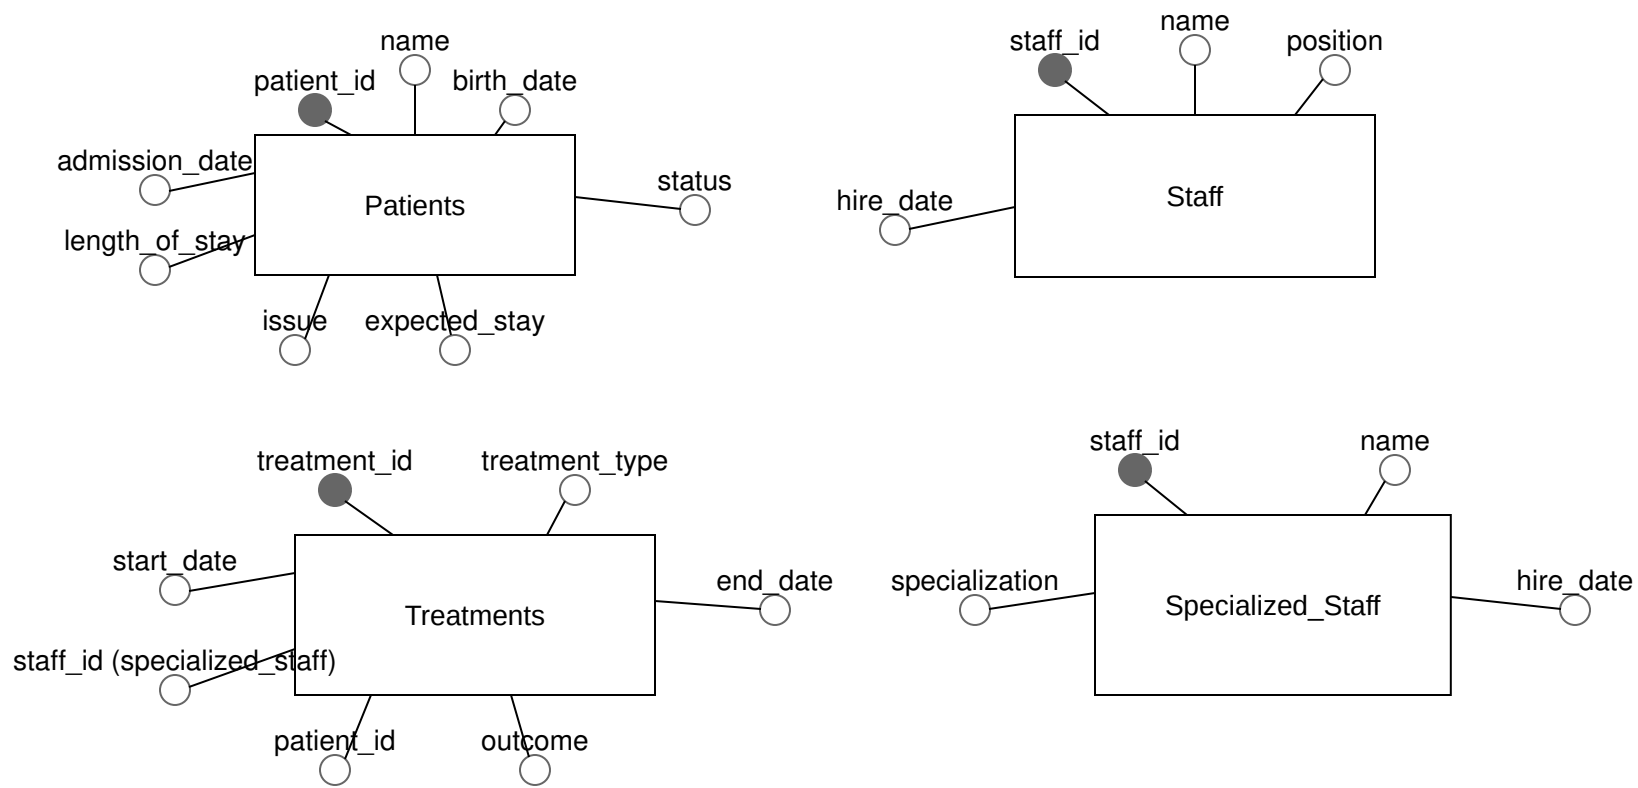 name
patient_id
birth_date
admission_date
status
Patients
length_of_stay
issue
expected_stay
name
staff_id
position
hire_date
Staff
treatment_id
treatment_type
start_date
end_date
Treatments
staff_id (specialized_staff)
patient_id
outcome
staff_id
name
specialization
hire_date
Specialized_Staff